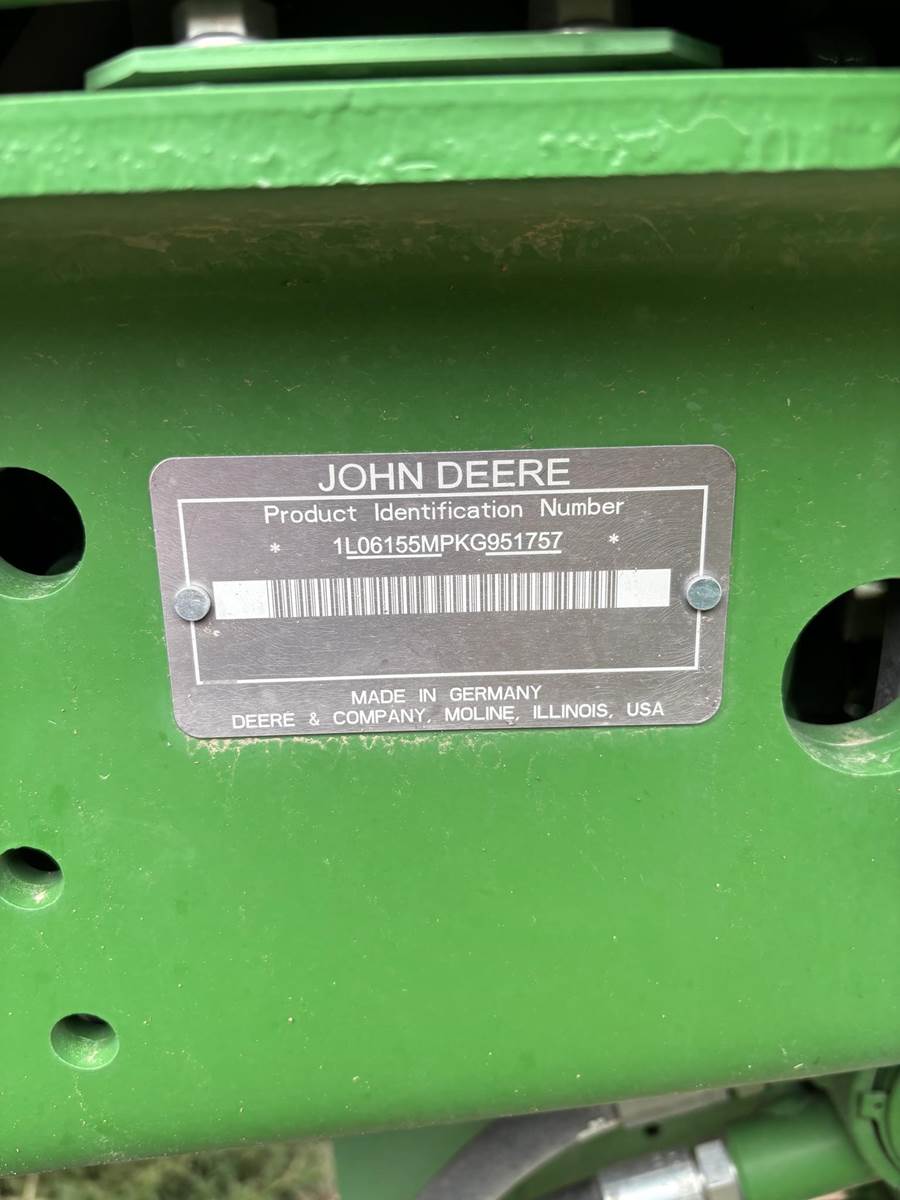 JOHN DEERE
Product Identification Number
* 1L06155MPKG951757 *
MADE IN GERMANY
DEERE & COMPANY, MOLINE, ILLINOIS, USA